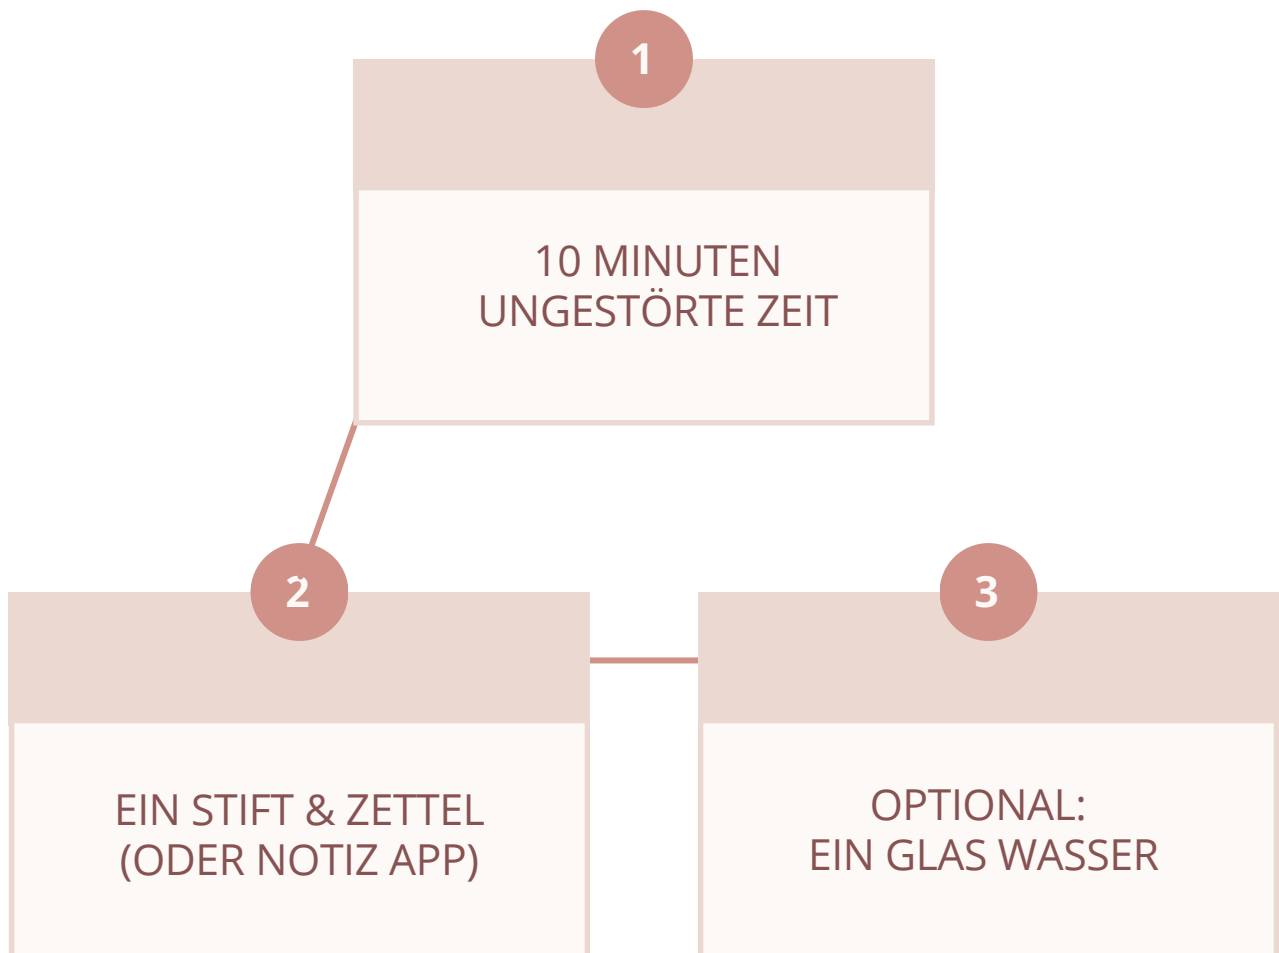 1
10 MINUTEN
UNGESTÖRTE ZEIT
2
EIN STIFT & ZETTEL
(ODER NOTIZ APP)
3
OPTIONAL:
EIN GLAS WASSER